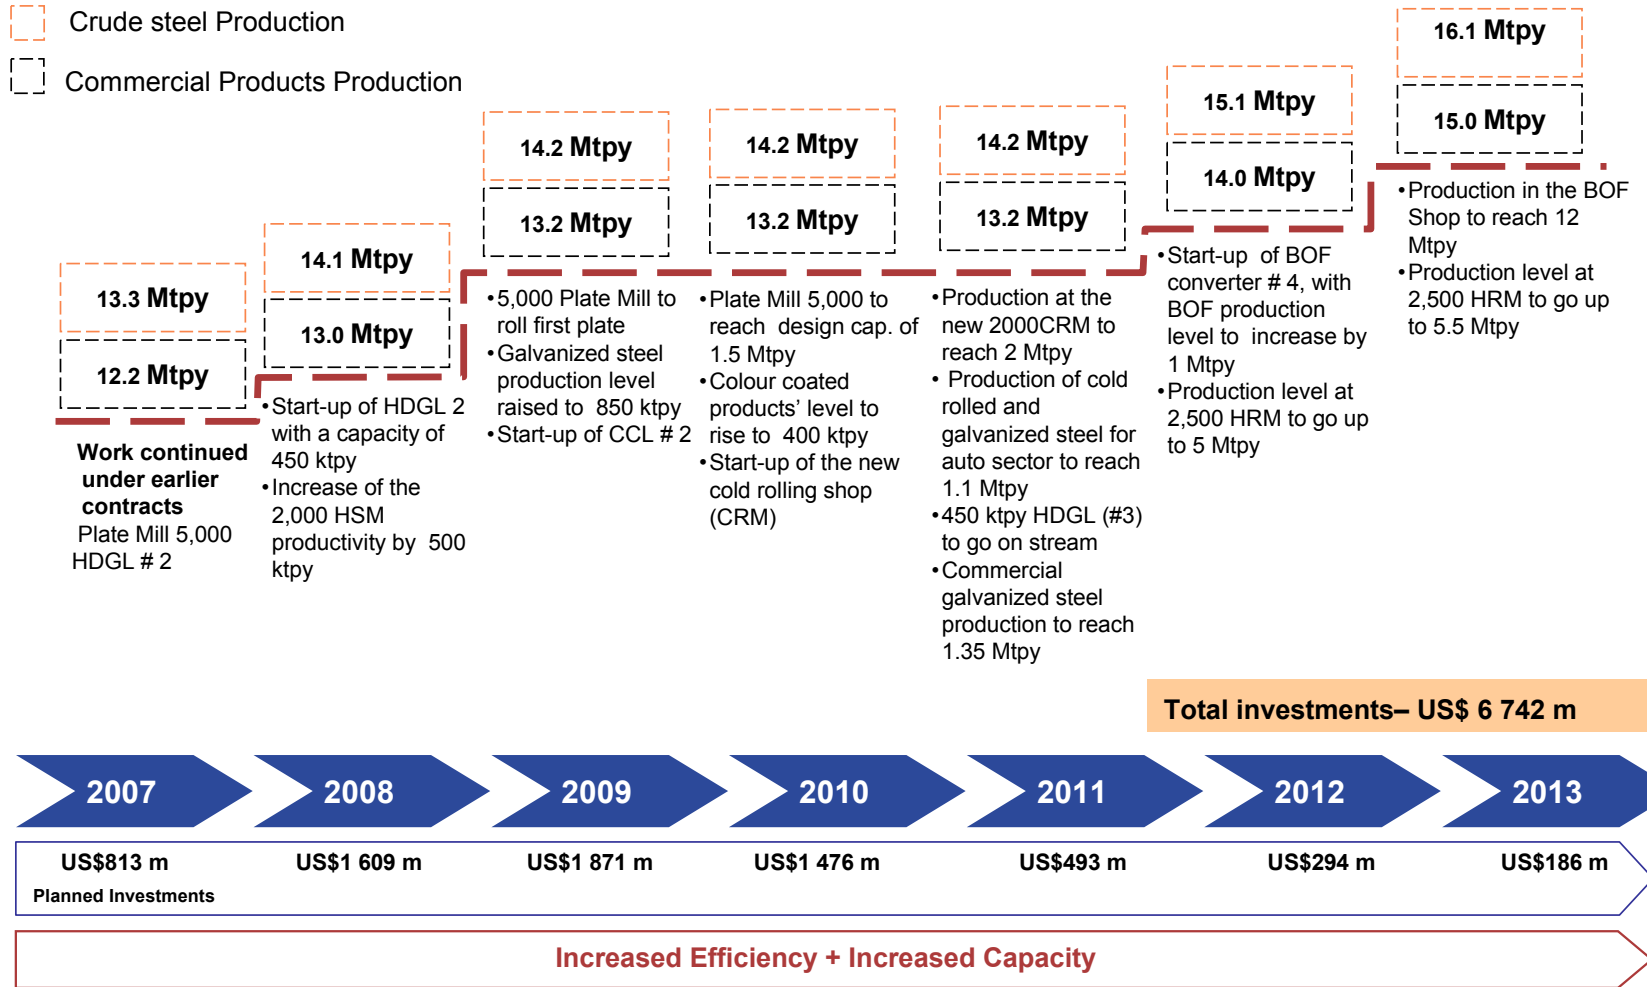 Crude steel Production
Commercial Products Production
13.3 Mtpy
12.2 Mtpy
Work continued
under earlier
contracts
Plate Mill 5,000
HDGL # 2
14.1 Mtpy
13.0 Mtpy
•Start-up of HDGL 2
with a capacity of
450 ktpy
•Increase of the
2,000 HSM
productivity by 500
ktpy
14.2 Mtpy
13.2 Mtpy
•5,000 Plate Mill to
roll first plate
•Galvanized steel
production level
raised to 850 ktpy
•Start-up of CCL # 2
14.2 Mtpy
13.2 Mtpy
•Plate Mill 5,000 to
reach design cap. of
1.5 Mtpy
•Colour coated
products’ level to
rise to 400 ktpy
•Start-up of the new
cold rolling shop
(CRM)
14.2 Mtpy
13.2 Mtpy
•Production at the
new 2000CRM to
reach 2 Mtpy
• Production of cold
rolled and
galvanized steel for
auto sector to reach
1.1 Mtpy
•450 ktpy HDGL (#3)
to go on stream
•Commercial
galvanized steel
production to reach
1.35 Mtpy
15.1 Mtpy
14.0 Mtpy
•Start-up of BOF
converter # 4, with
BOF production
level to increase by
1 Mtpy
•Production level at
2,500 HRM to go up
to 5 Mtpy
16.1 Mtpy
15.0 Mtpy
•Production in the BOF
Shop to reach 12
Mtpy
•Production level at
2,500 HRM to go up
to 5.5 Mtpy
Total investments– US$ 6 742 m
2007 2008 2009 2010 2011 2012 2013
US$813 m US$1 609 m US$1 871 m US$1 476 m US$493 m US$294 m US$186 m
Planned Investments
Increased Efficiency + Increased Capacity